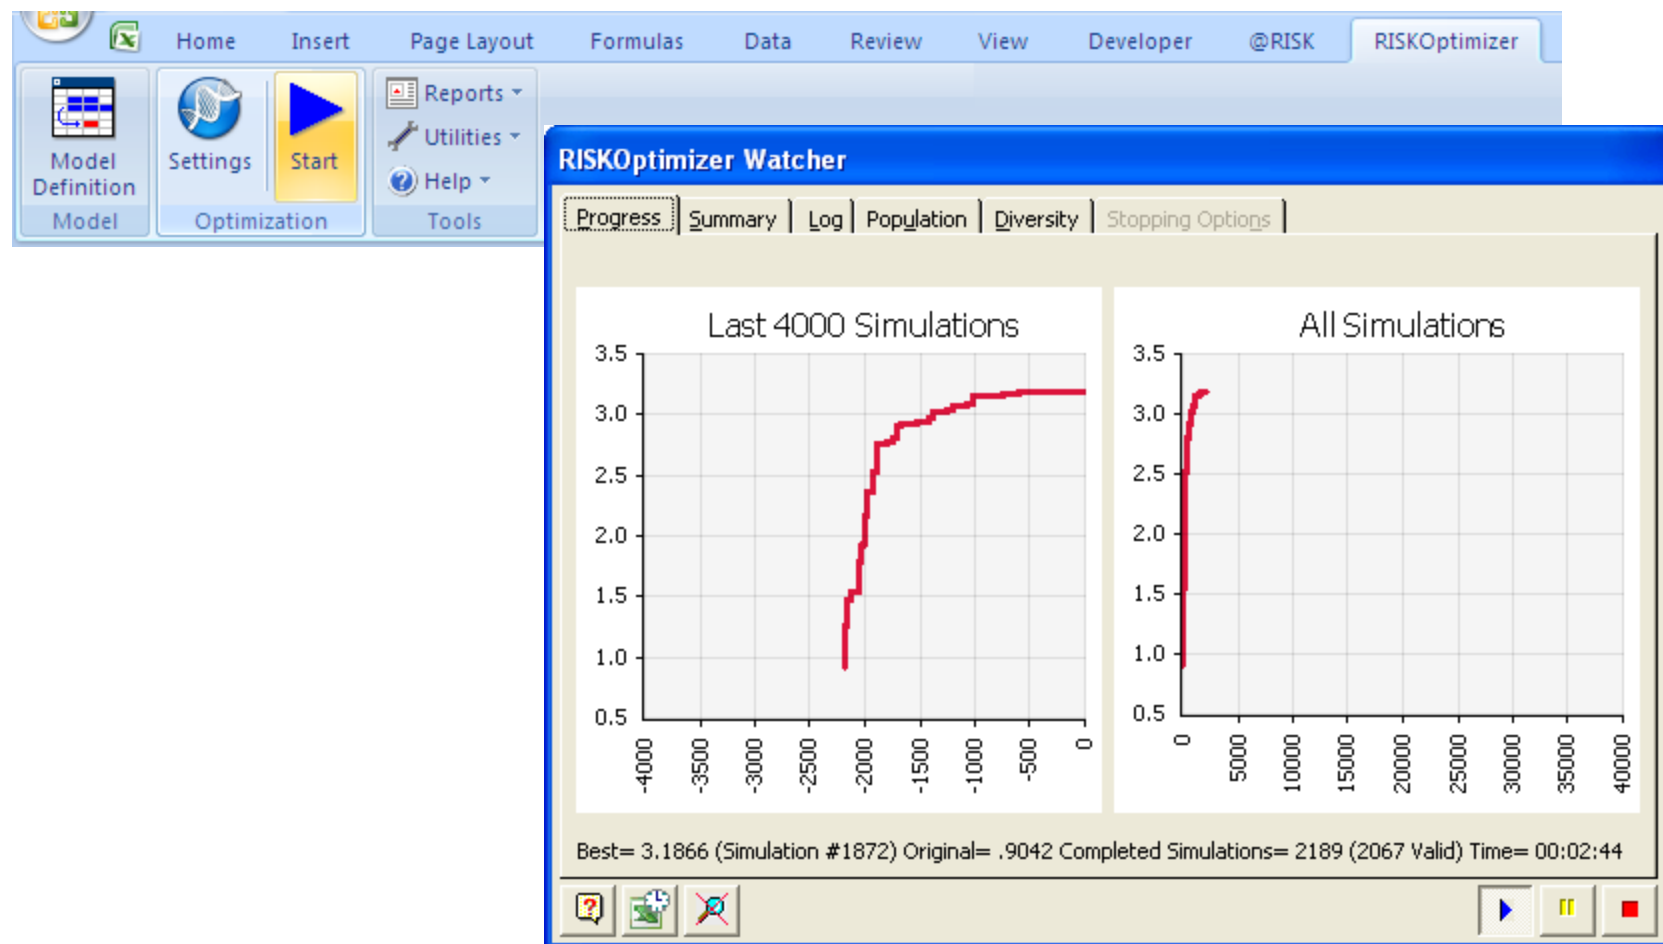 Home Insert Page Layout Formulas Data Review View Developer @RISK RISKOptimizer
Model Definition
Settings
Start
Reports
Utilities
Help
Model Optimization Tools
RISKOptimizer Watcher
Progress Summary Log Population Diversity Stopping Options
Last 4000 Simulations
3.5
3.0
2.5
2.0
1.5
1.0
0.5
-4000 -3500 -3000 -2500 -2000 -1500 -1000 -500 0
All Simulations
3.5
3.0
2.5
2.0
1.5
1.0
0.5
0 5000 10000 15000 20000 25000 30000 35000 40000
Best= 3.1866 (Simulation #1872) Original= .9042 Completed Simulations= 2189 (2067 Valid) Time= 00:02:44